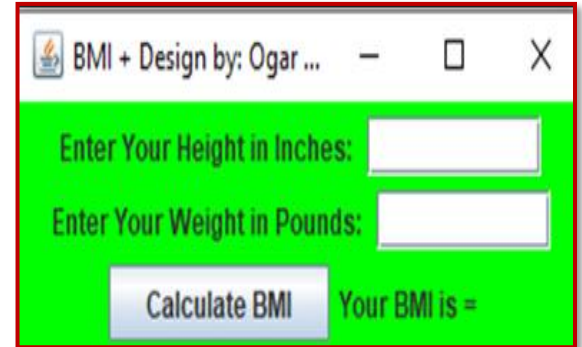 BMI + Design by: Ogar ...
Enter Your Height in Inches:
Enter Your Weight in Pounds:
Calculate BMI Your BMI is =